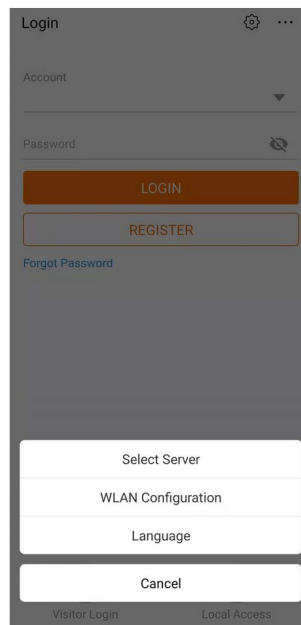 Login
Account
Password
LOGIN
REGISTER
Forgot Password
Select Server
WLAN Configuration
Language
Cancel
Visitor Login Local Access